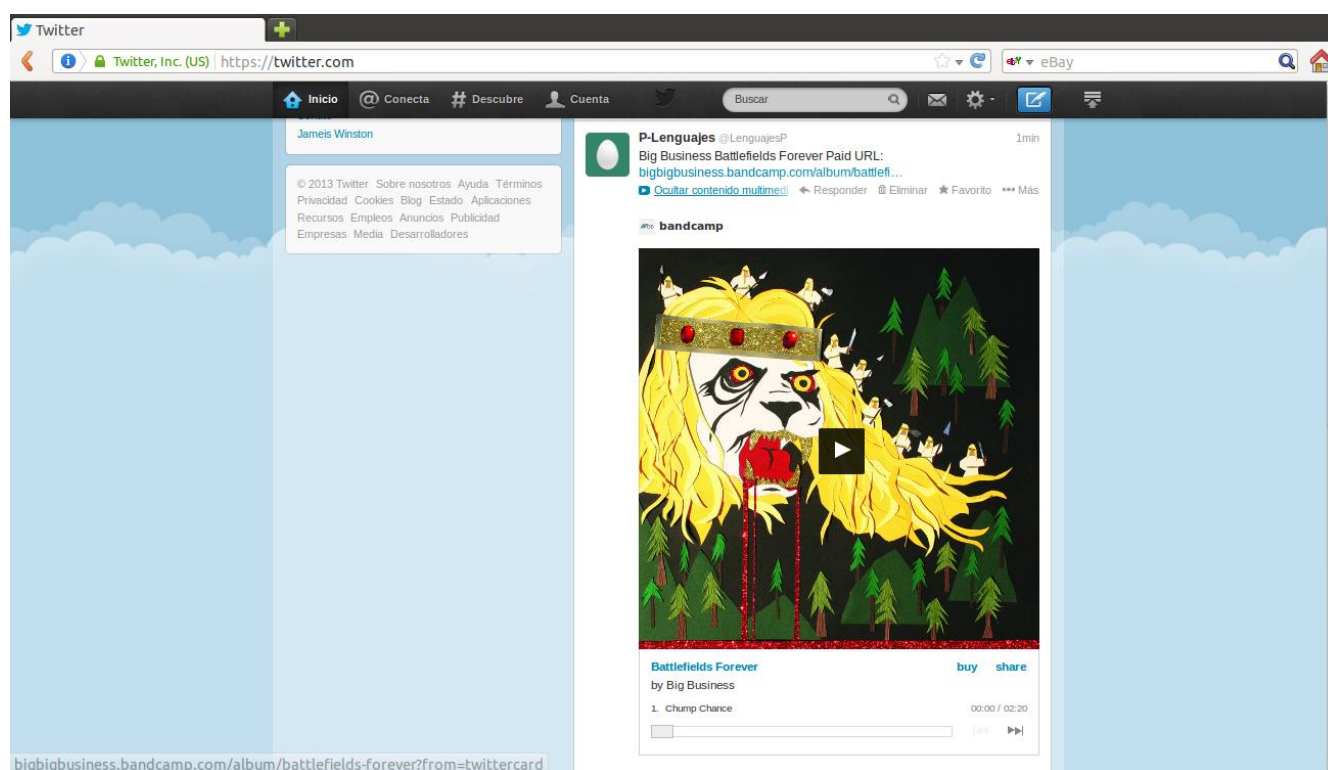 Twitter
Twitter, Inc. (US) https://twitter.com
eBay
Inicio @ Conecta # Descubre Cuenta Buscar
Jameis Winston
© 2013 Twitter Sobre nosotros Ayuda Términos
Privacidad Cookies Blog Estado Aplicaciones
Recursos Empleos Anuncios Publicidad
Empresas Media Desarrolladores
P-Lenguajes @LenguajesP 1min
Big Business Battlefields Forever Paid URL:
bigbigbusiness.bandcamp.com/album/battlefi…
Ocultar contenido multimedi Responder Eliminar Favorito ••• Más
bandcamp
Battlefields Forever buy share
by Big Business
1. Chump Chance 00:00 / 02:20
bigbigbusiness.bandcamp.com/album/battlefields-forever?from=twittercard